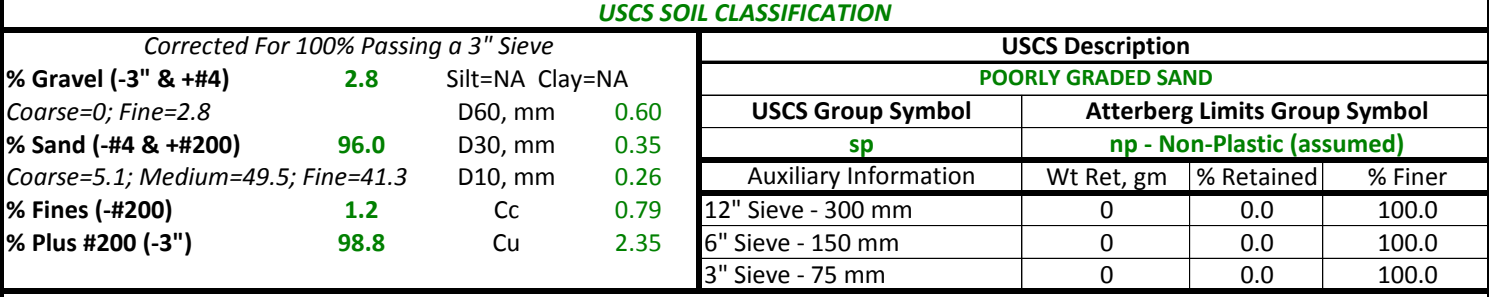 USCS SOIL CLASSIFICATION
Corrected For 100% Passing a 3" Sieve
% Gravel (-3" & +#4) 2.8 Silt=NA Clay=NA
Coarse=0; Fine=2.8 D60, mm 0.60
% Sand (-#4 & +#200) 96.0 D30, mm 0.35
Coarse=5.1; Medium=49.5; Fine=41.3 D10, mm 0.26
% Fines (-#200) 1.2 Cc 0.79
% Plus #200 (-3") 98.8 Cu 2.35
USCS Description
POORLY GRADED SAND
USCS Group Symbol Atterberg Limits Group Symbol
sp np - Non-Plastic (assumed)
Auxiliary Information Wt Ret, gm % Retained % Finer
12" Sieve - 300 mm 0 0.0 100.0
6" Sieve - 150 mm 0 0.0 100.0
3" Sieve - 75 mm 0 0.0 100.0